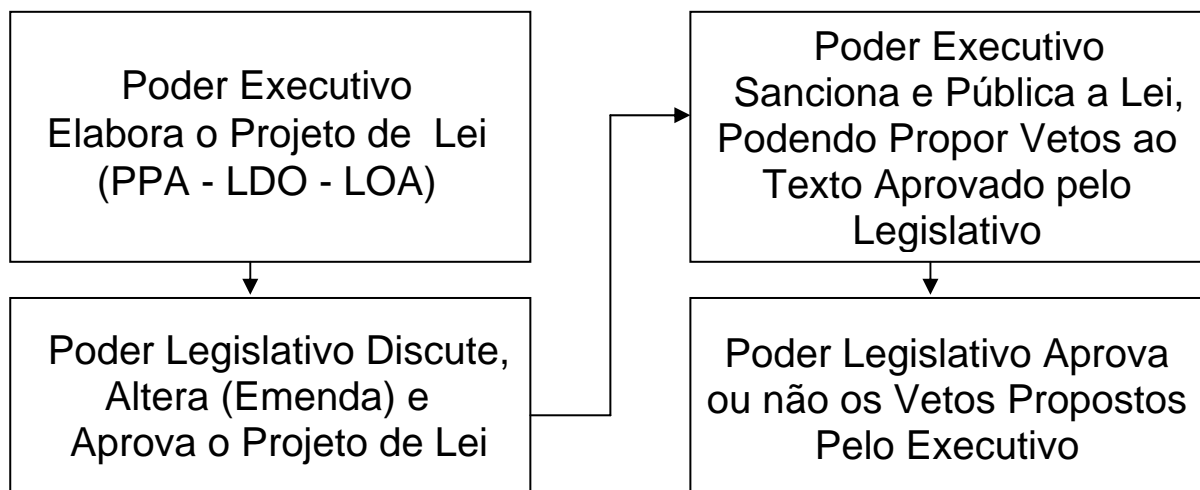 Poder Executivo
Elabora o Projeto de Lei
(PPA - LDO - LOA)
Poder Legislativo Discute,
Altera (Emenda) e
Aprova o Projeto de Lei
Poder Executivo
Sanciona e Pública a Lei,
Podendo Propor Vetos ao
Texto Aprovado pelo
Legislativo
Poder Legislativo Aprova
ou não os Vetos Propostos
Pelo Executivo